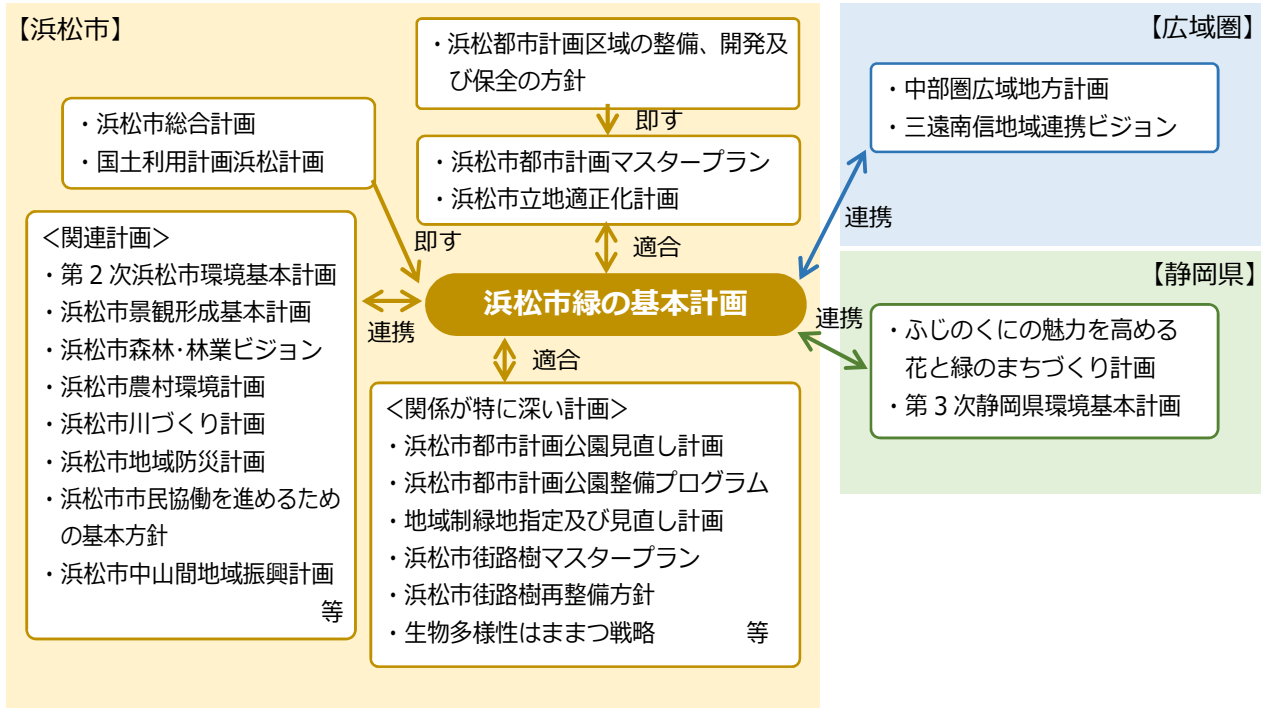 【浜松市】
・浜松都市計画区域の整備、開発及
び保全の方針
即す
・浜松市総合計画
・国土利用計画浜松計画
・浜松市都市計画マスタープラン
・浜松市立地適正化計画
即す
適合
浜松市緑の基本計画
＜関連計画＞
・第２次浜松市環境基本計画
・浜松市景観形成基本計画
・浜松市森林･林業ビジョン
・浜松市農村環境計画
・浜松市川づくり計画
・浜松市地域防災計画
・浜松市市民協働を進めるため
の基本方針
・浜松市中山間地域振興計画
等
連携
適合
＜関係が特に深い計画＞
・浜松市都市計画公園見直し計画
・浜松市都市計画公園整備プログラム
・地域制緑地指定及び見直し計画
・浜松市街路樹マスタープラン
・浜松市街路樹再整備方針
・生物多様性はままつ戦略 等
【広域圏】
・中部圏広域地方計画
・三遠南信地域連携ビジョン
連携
【静岡県】
連携
・ふじのくにの魅力を高める
花と緑のまちづくり計画
・第３次静岡県環境基本計画